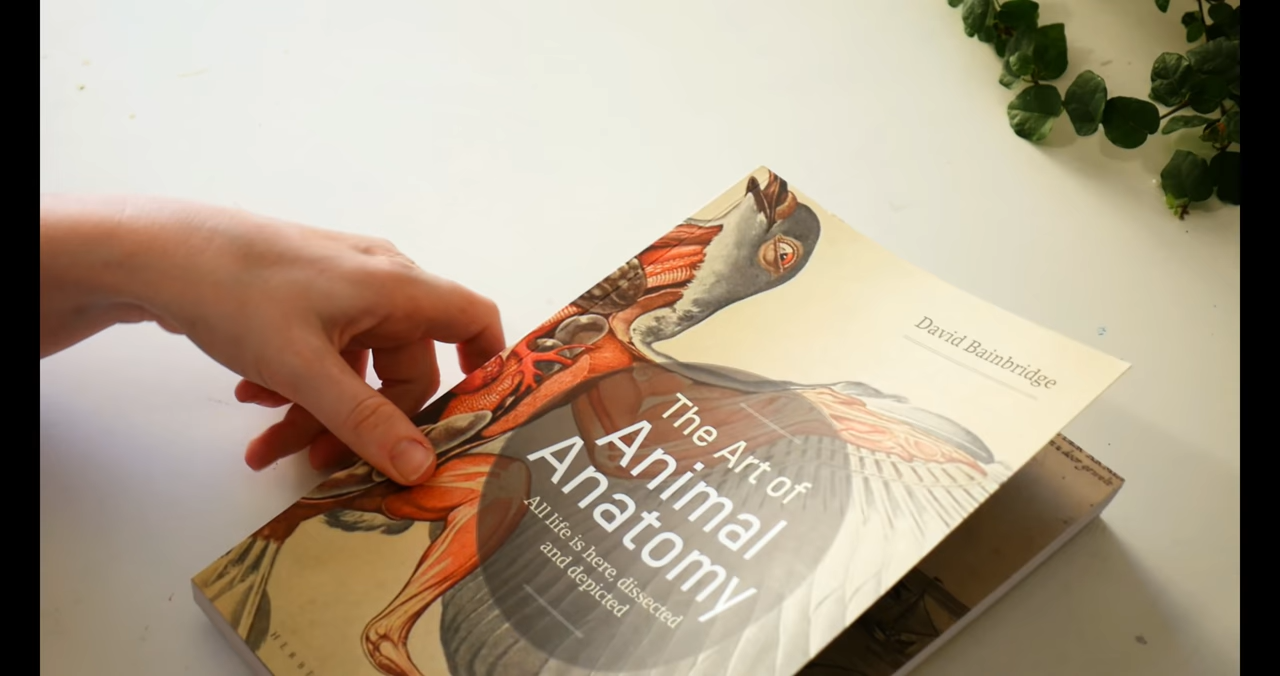 David Bainbridge
The Art of
Animal
Anatomy
All life is here, dissected
and depicted